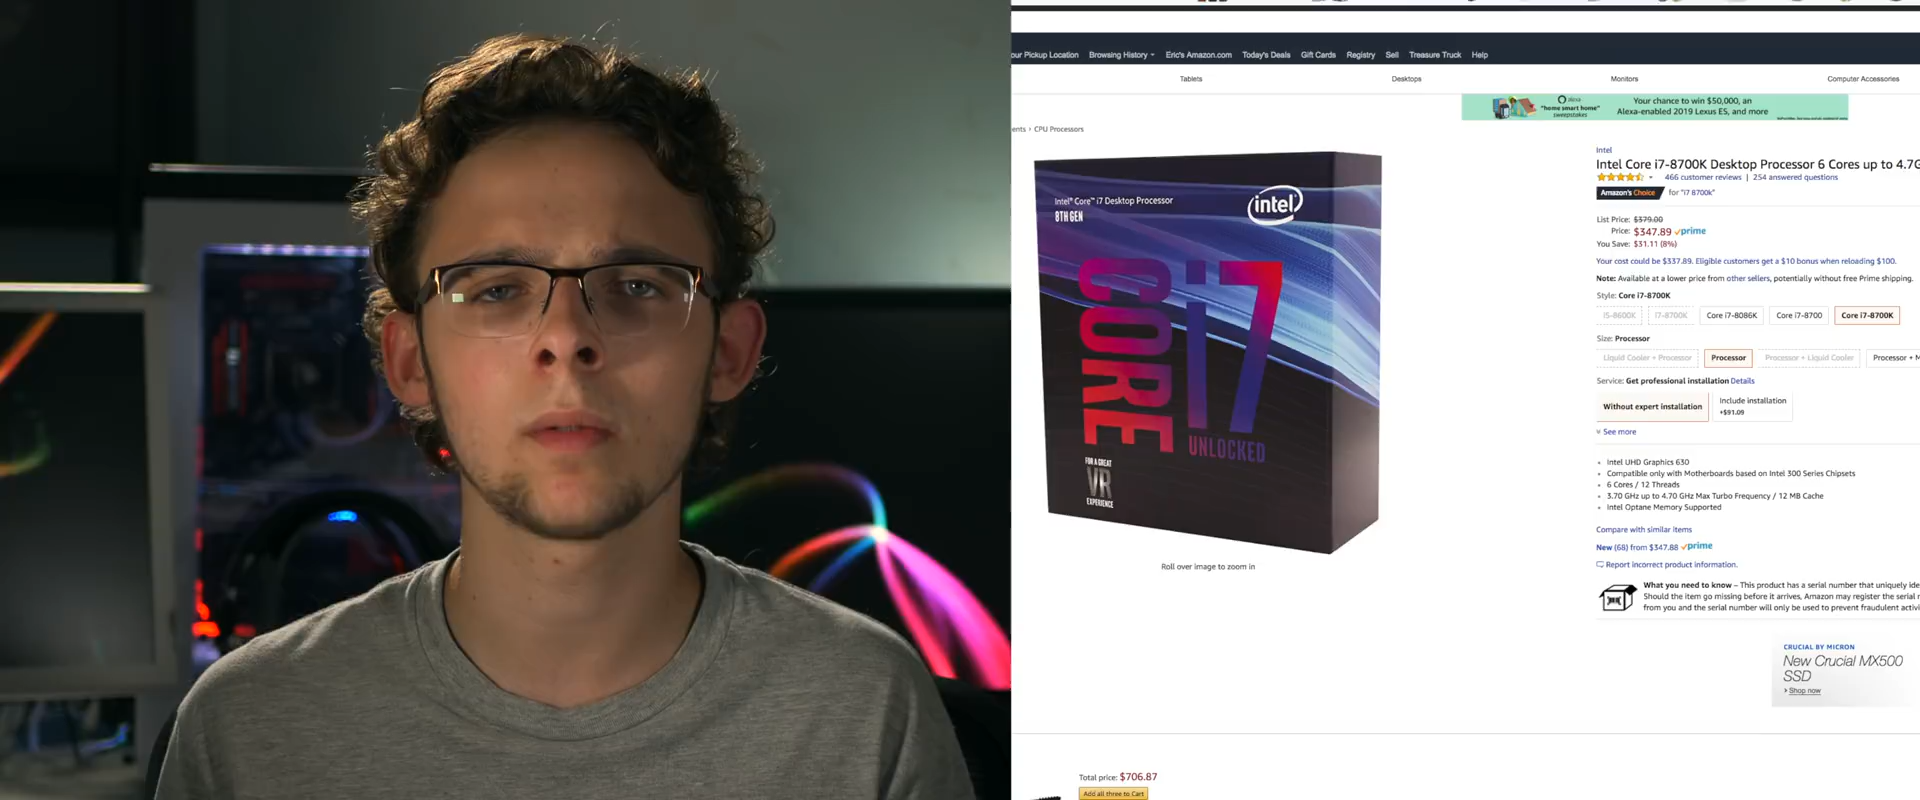 our Pickup Location Browsing History Eric's Amazon.com Today's Deals Gift Cards Registry Sell Treasure Truck Help
Tablets Desktops Monitors Computer Accessories
alexa
"home smart home"
sweepstakes
Your chance to win $50,000, an
Alexa-enabled 2019 Lexus ES, and more
ents › CPU Processors
Intel® Core™ i7 Desktop Processor
8TH GEN
intel
CORE
i7
UNLOCKED
FOR A GREAT
VR
EXPERIENCE
Roll over image to zoom in
Intel
Intel Core i7-8700K Desktop Processor 6 Cores up to 4.7G
466 customer reviews | 254 answered questions
Amazon's Choice for "i7 8700k"
List Price: $379.00
Price: $347.89 prime
You Save: $31.11 (8%)
Your cost could be $337.89. Eligible customers get a $10 bonus when reloading $100.
Note: Available at a lower price from other sellers, potentially without free Prime shipping.
Style: Core i7-8700K
i5-8600K i7-8700K Core i7-8086K Core i7-8700 Core i7-8700K
Size: Processor
Liquid Cooler + Processor Processor Processor + Liquid Cooler Processor + M
Service: Get professional installation Details
Without expert installation
Include installation
+$91.09
See more
Intel UHD Graphics 630
Compatible only with Motherboards based on Intel 300 Series Chipsets
6 Cores / 12 Threads
3.70 GHz up to 4.70 GHz Max Turbo Frequency / 12 MB Cache
Intel Optane Memory Supported
Compare with similar items
New (68) from $347.88 prime
Report incorrect product information.
What you need to know – This product has a serial number that uniquely ide
Should the item go missing before it arrives, Amazon may register the serial n
from you and the serial number will only be used to prevent fraudulent activi
CRUCIAL BY MICRON
New Crucial MX500
SSD
› Shop now
Total price: $706.87
Add all three to Cart